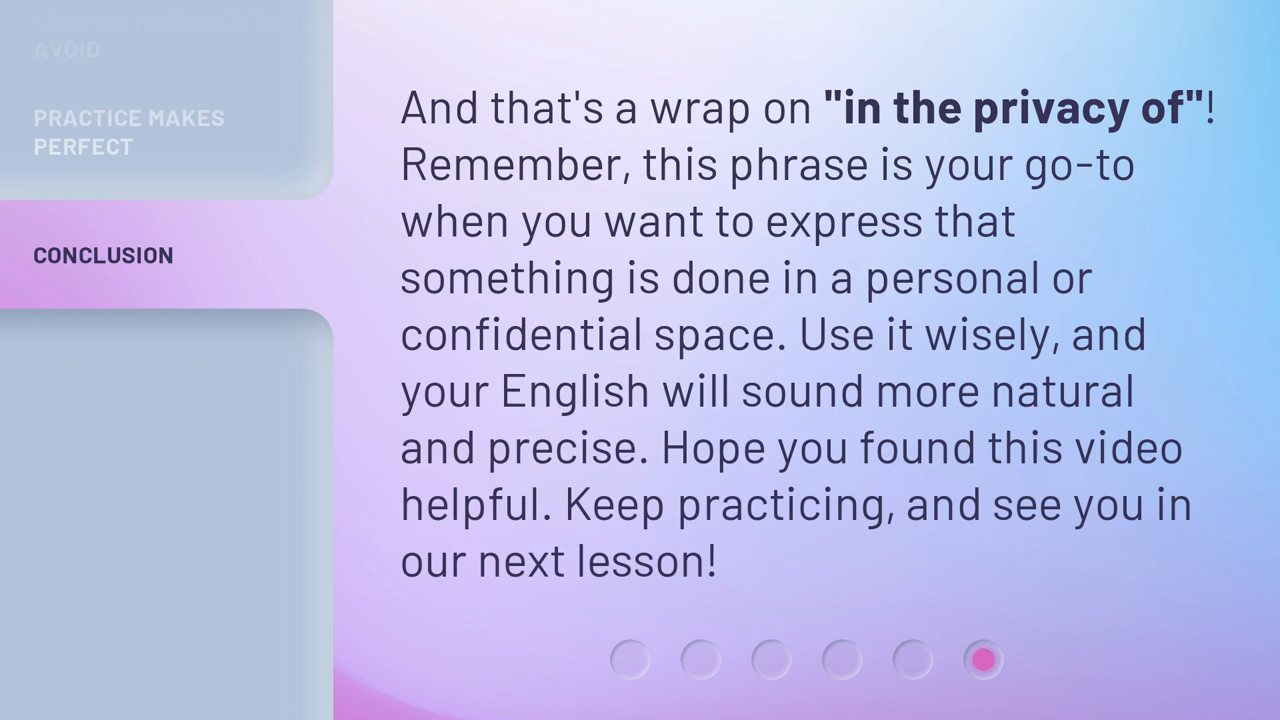 AVOID
PRACTICE MAKES
PERFECT
CONCLUSION
And that's a wrap on "in the privacy of"!
Remember, this phrase is your go-to
when you want to express that
something is done in a personal or
confidential space. Use it wisely, and
your English will sound more natural
and precise. Hope you found this video
helpful. Keep practicing, and see you in
our next lesson!